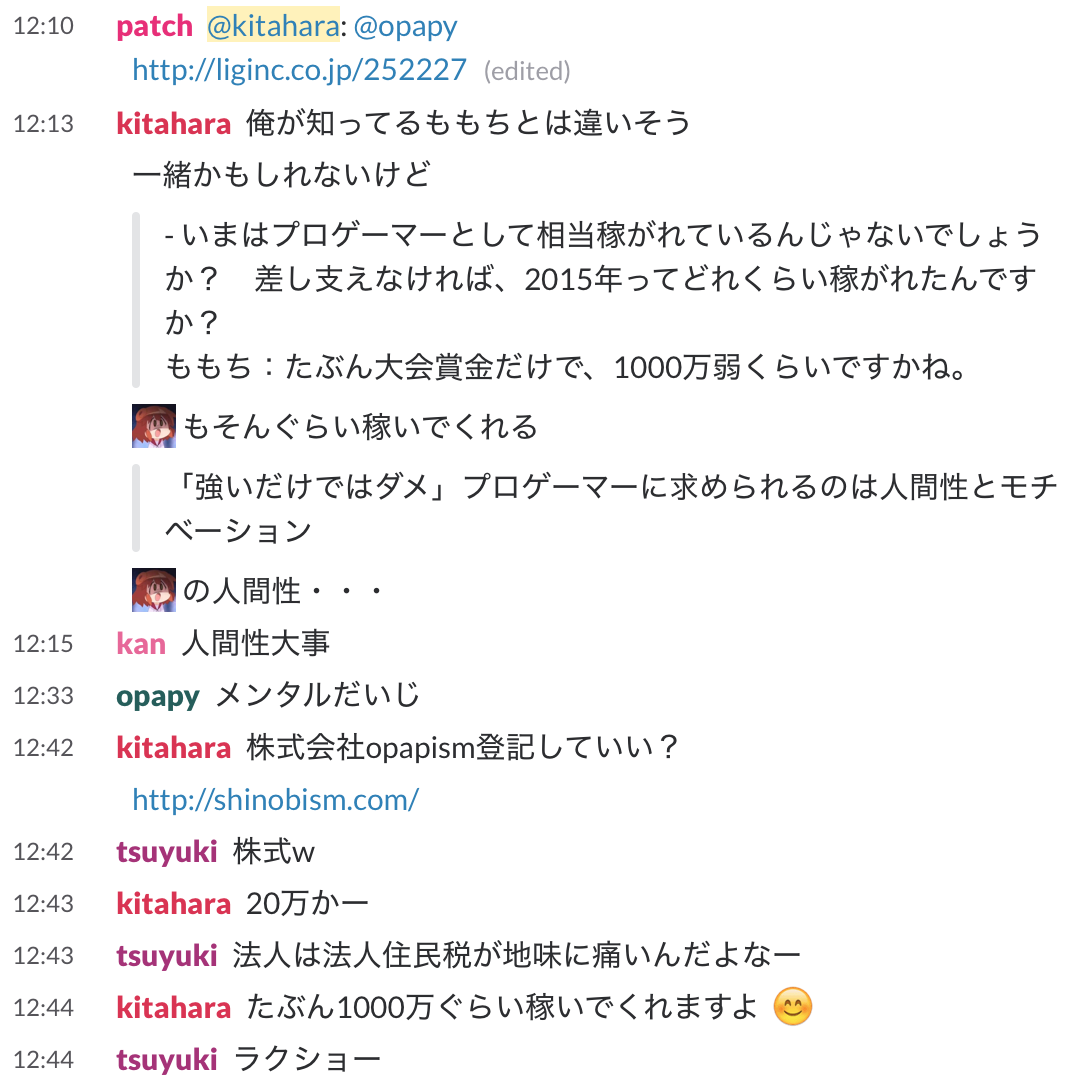 12:10 patch @kitahara: @opapy
http://liginc.co.jp/252227 (edited)
12:13 kitahara 俺が知ってるももちとは違いそう
一緒かもしれないけど
- いまはプロゲーマーとして相当稼がれているんじゃないでしょう
か？　差し支えなければ、2015年ってどれくらい稼がれたんです
か？
ももち：たぶん大会賞金だけで、1000万弱くらいですかね。
もそんぐらい稼いでくれる
「強いだけではダメ」プロゲーマーに求められるのは人間性とモチ
ベーション
の人間性・・・
12:15 kan 人間性大事
12:33 opapy メンタルだいじ
12:42 kitahara 株式会社opapism登記していい？
http://shinobism.com/
12:42 tsuyuki 株式w
12:43 kitahara 20万かー
12:43 tsuyuki 法人は法人住民税が地味に痛いんだよなー
12:44 kitahara たぶん1000万ぐらい稼いでくれますよ 😊
12:44 tsuyuki ラクショー